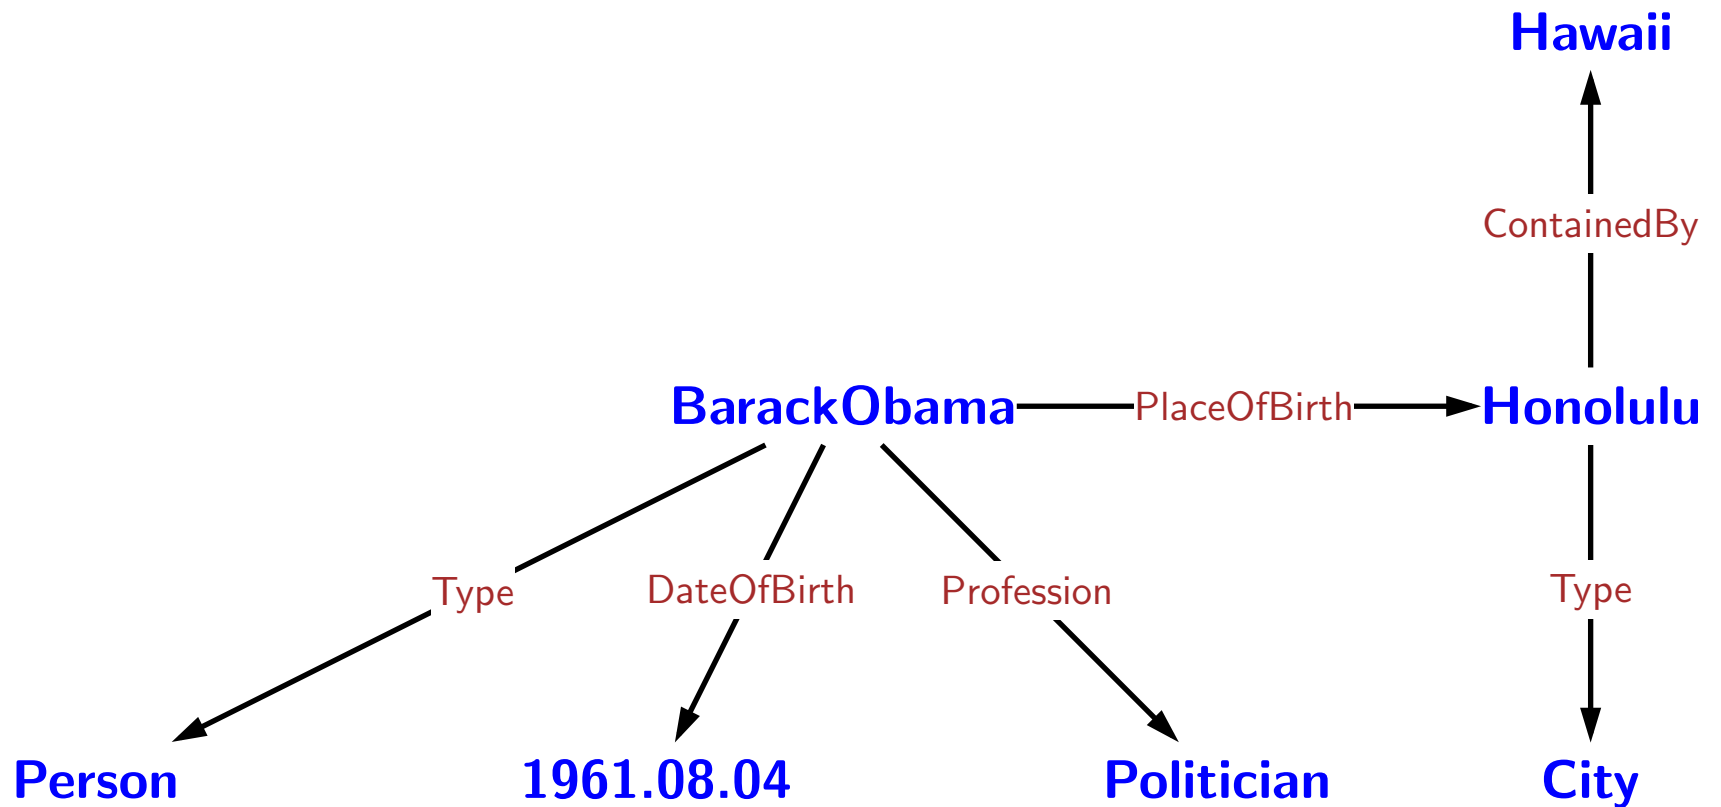 Hawaii
ContainedBy
BarackObama PlaceOfBirth Honolulu
Type DateOfBirth Profession Type
Person 1961.08.04 Politician City